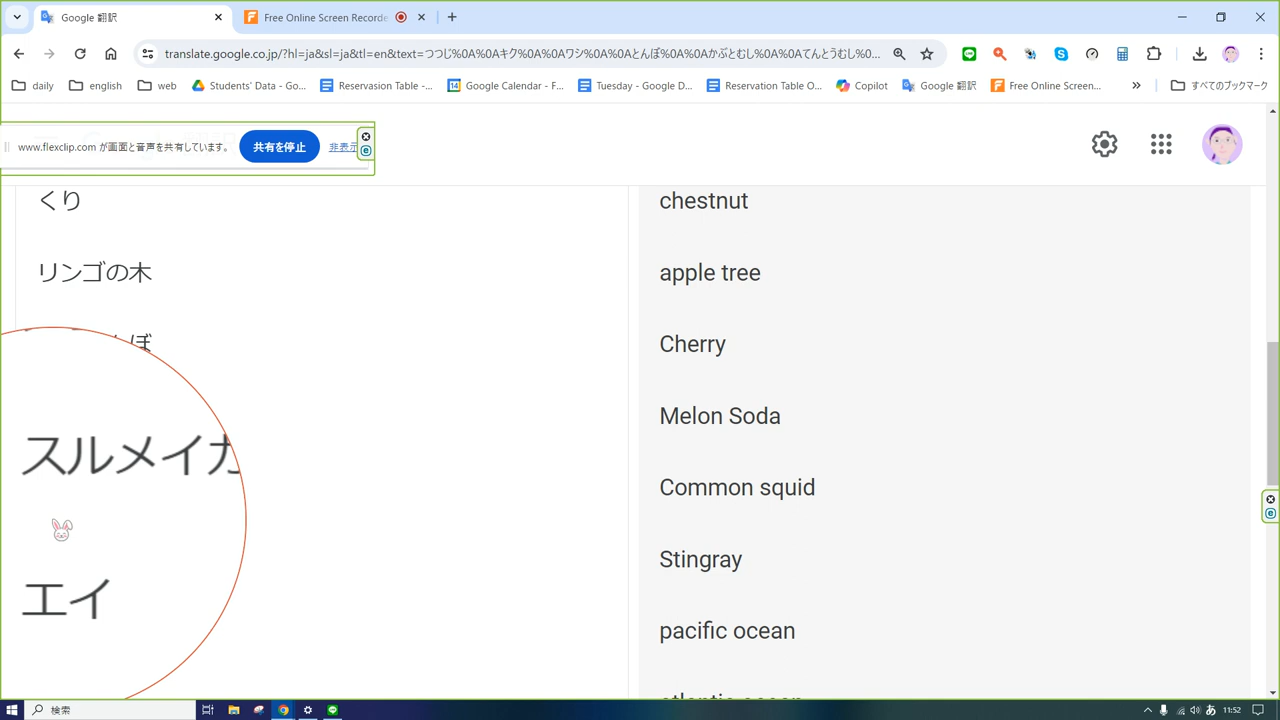 Google 翻訳
Free Online Screen Recorde
translate.google.co.jp/?hl=ja&sl=ja&tl=en&text=つつじ%0A%0Aキク%0A%0Aワシ%0A%0Aとんぼ%0A%0Aかぶとむし%0A%0Aてんとうむし%0...
daily
english
web
Students' Data - Go...
Reservasion Table -...
Google Calendar - F...
Tuesday - Google D...
Reservation Table O...
Copilot
Google 翻訳
Free Online Screen...
»
すべてのブックマーク
www.flexclip.com が画面と音声を共有しています。
共有を停止
非表示
くり
chestnut
リンゴの木
apple tree
ぼ
Cherry
Melon Soda
スルメイカ
Common squid
エイ
Stingray
pacific ocean
atlantic ocean
検索
あ
11:52